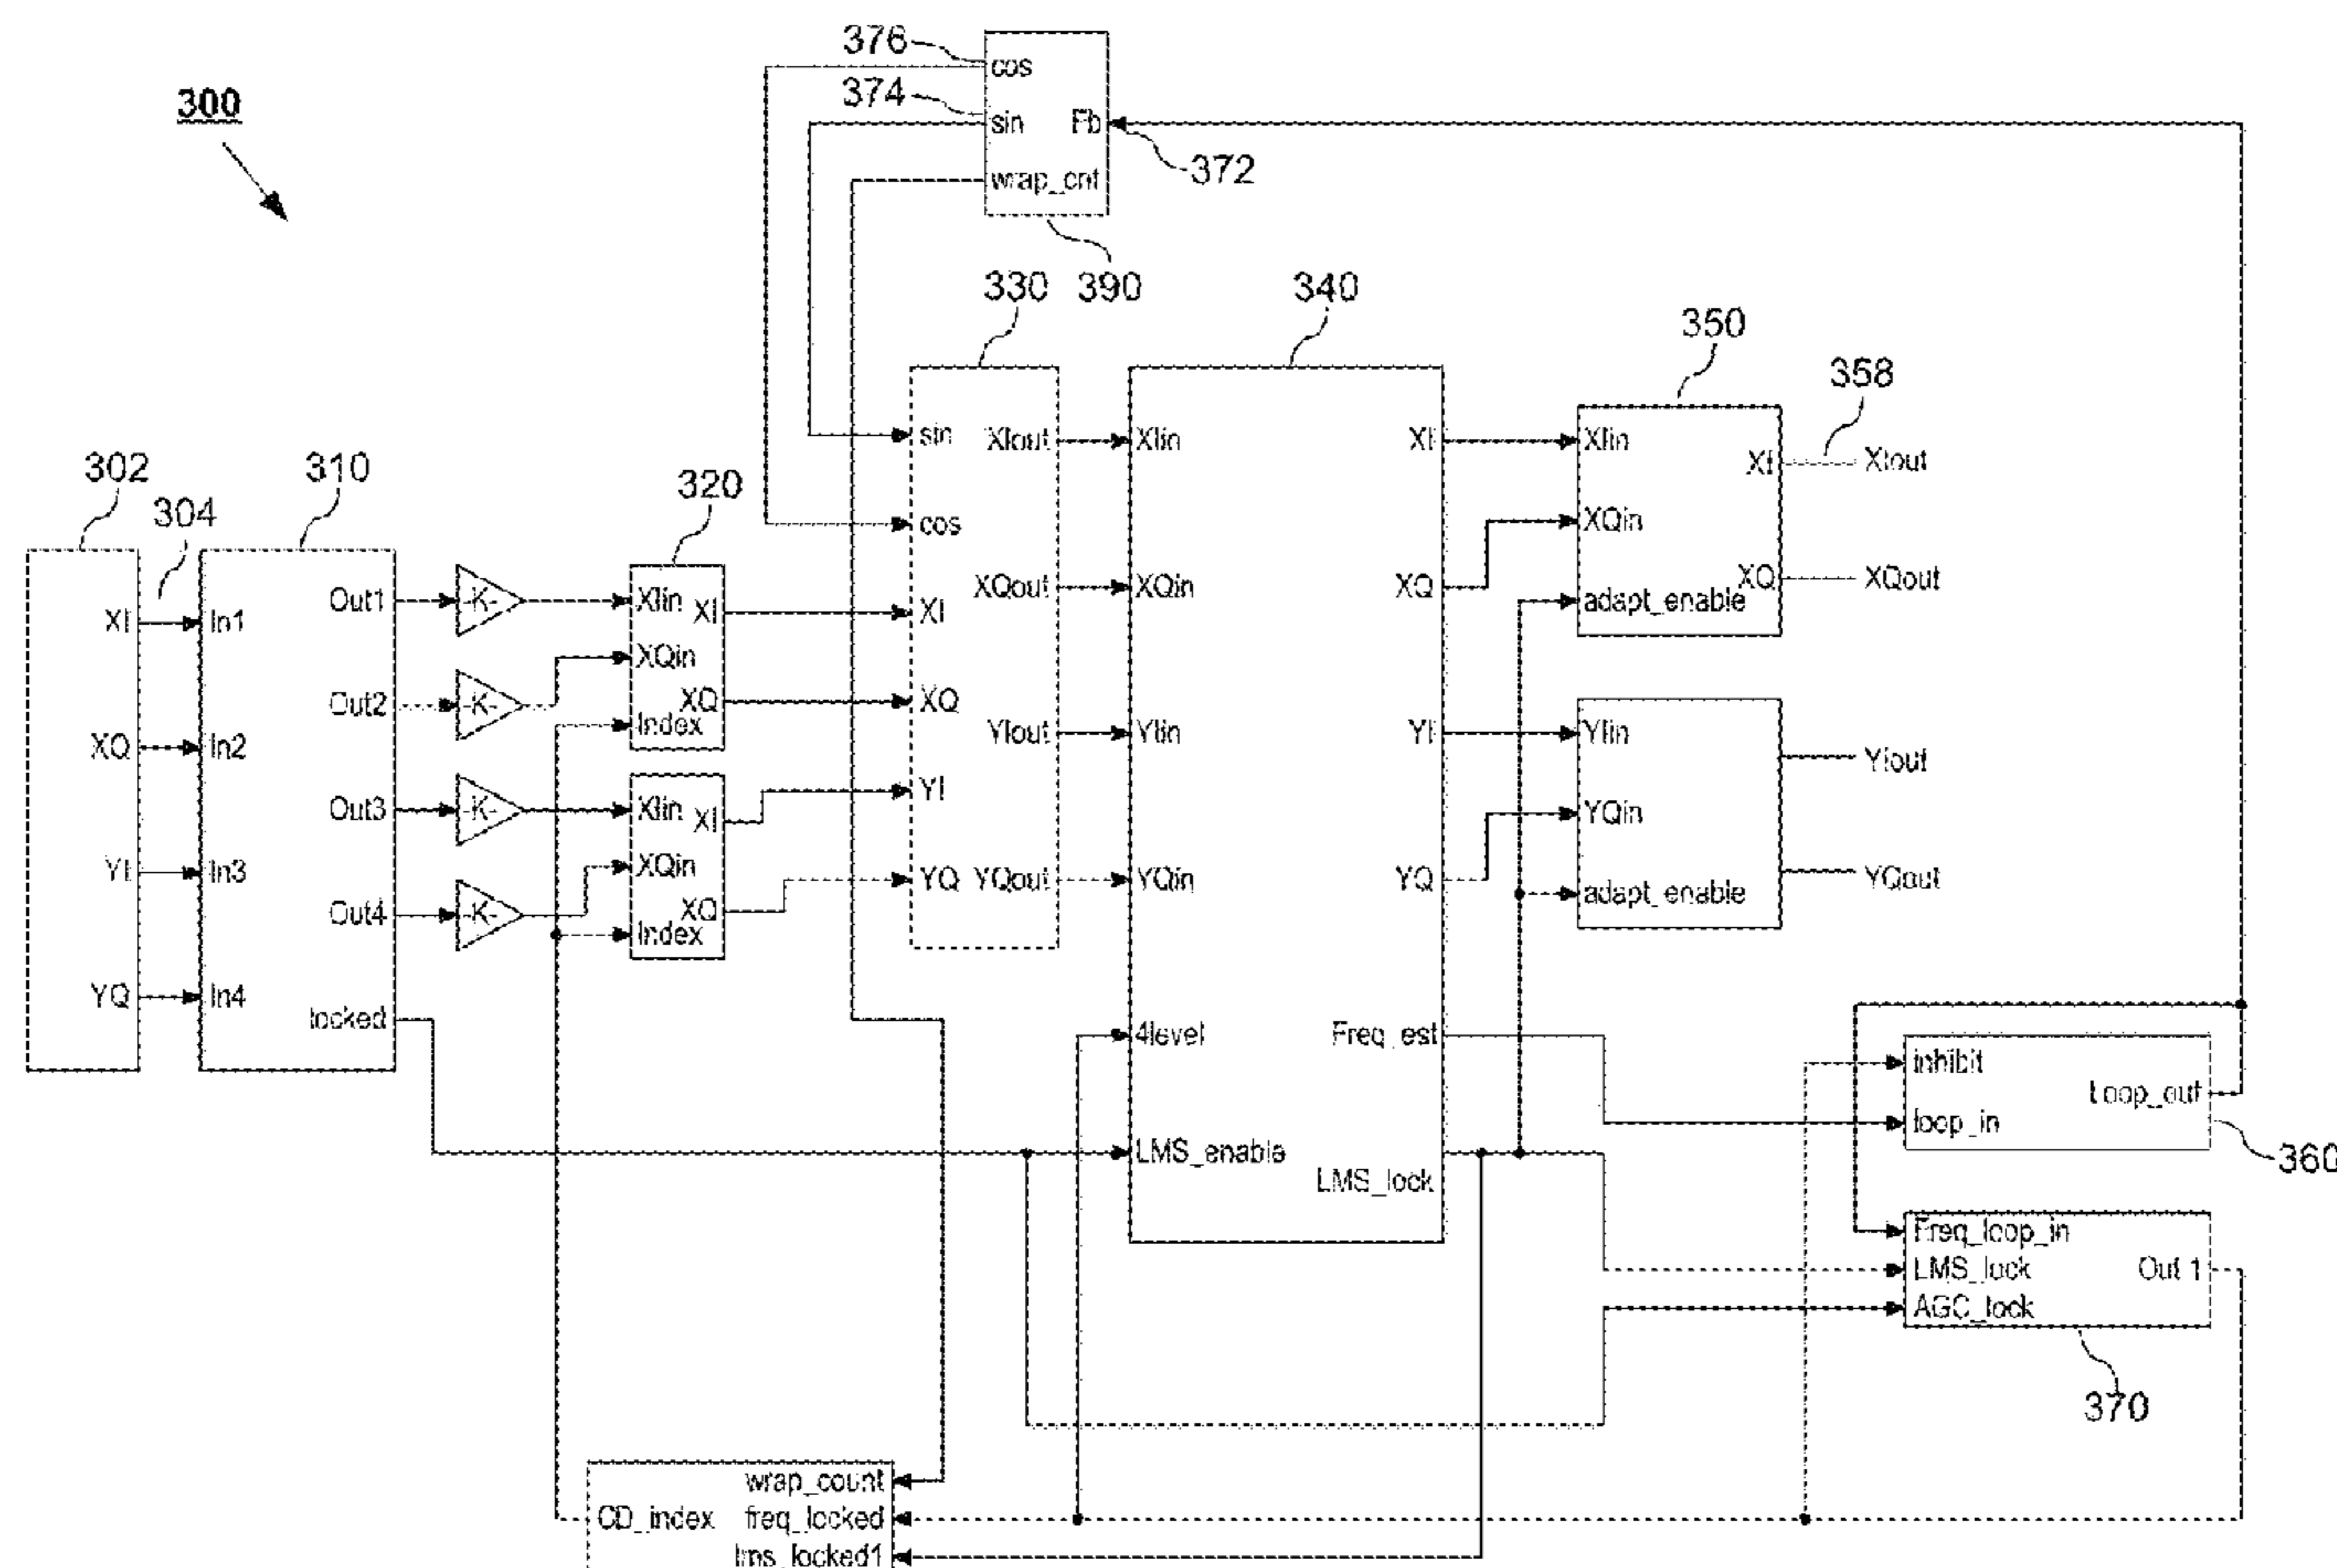 300
376
cos
374
sin
Fb
372
wrap_cnt
390
330
340
350
358
302
304
310
320
XI
XQ
YI
YQ
In1
In2
In3
In4
Out1
Out2
Out3
Out4
locked
-K-
-K-
-K-
-K-
XIin
XI
XQin
XQ
Index
XIin
XI
XQin
XQ
Index
sin
XIout
cos
XQout
XI
XQ
YIout
YI
YQ
YQout
XIin
XI
XQin
XQ
YIin
YI
YQin
YQ
4level
Freq_est
LMS_enable
LMS_lock
XIin
XI
XIout
XQin
XQ
XQout
adapt_enable
YIin
YIout
YQin
YQout
adapt_enable
inhibit
Loop_out
loop_in
360
Freq_loop_in
LMS_lock
Out 1
AGC_lock
370
wrap_count
CD_index
freq_locked
lms_locked1